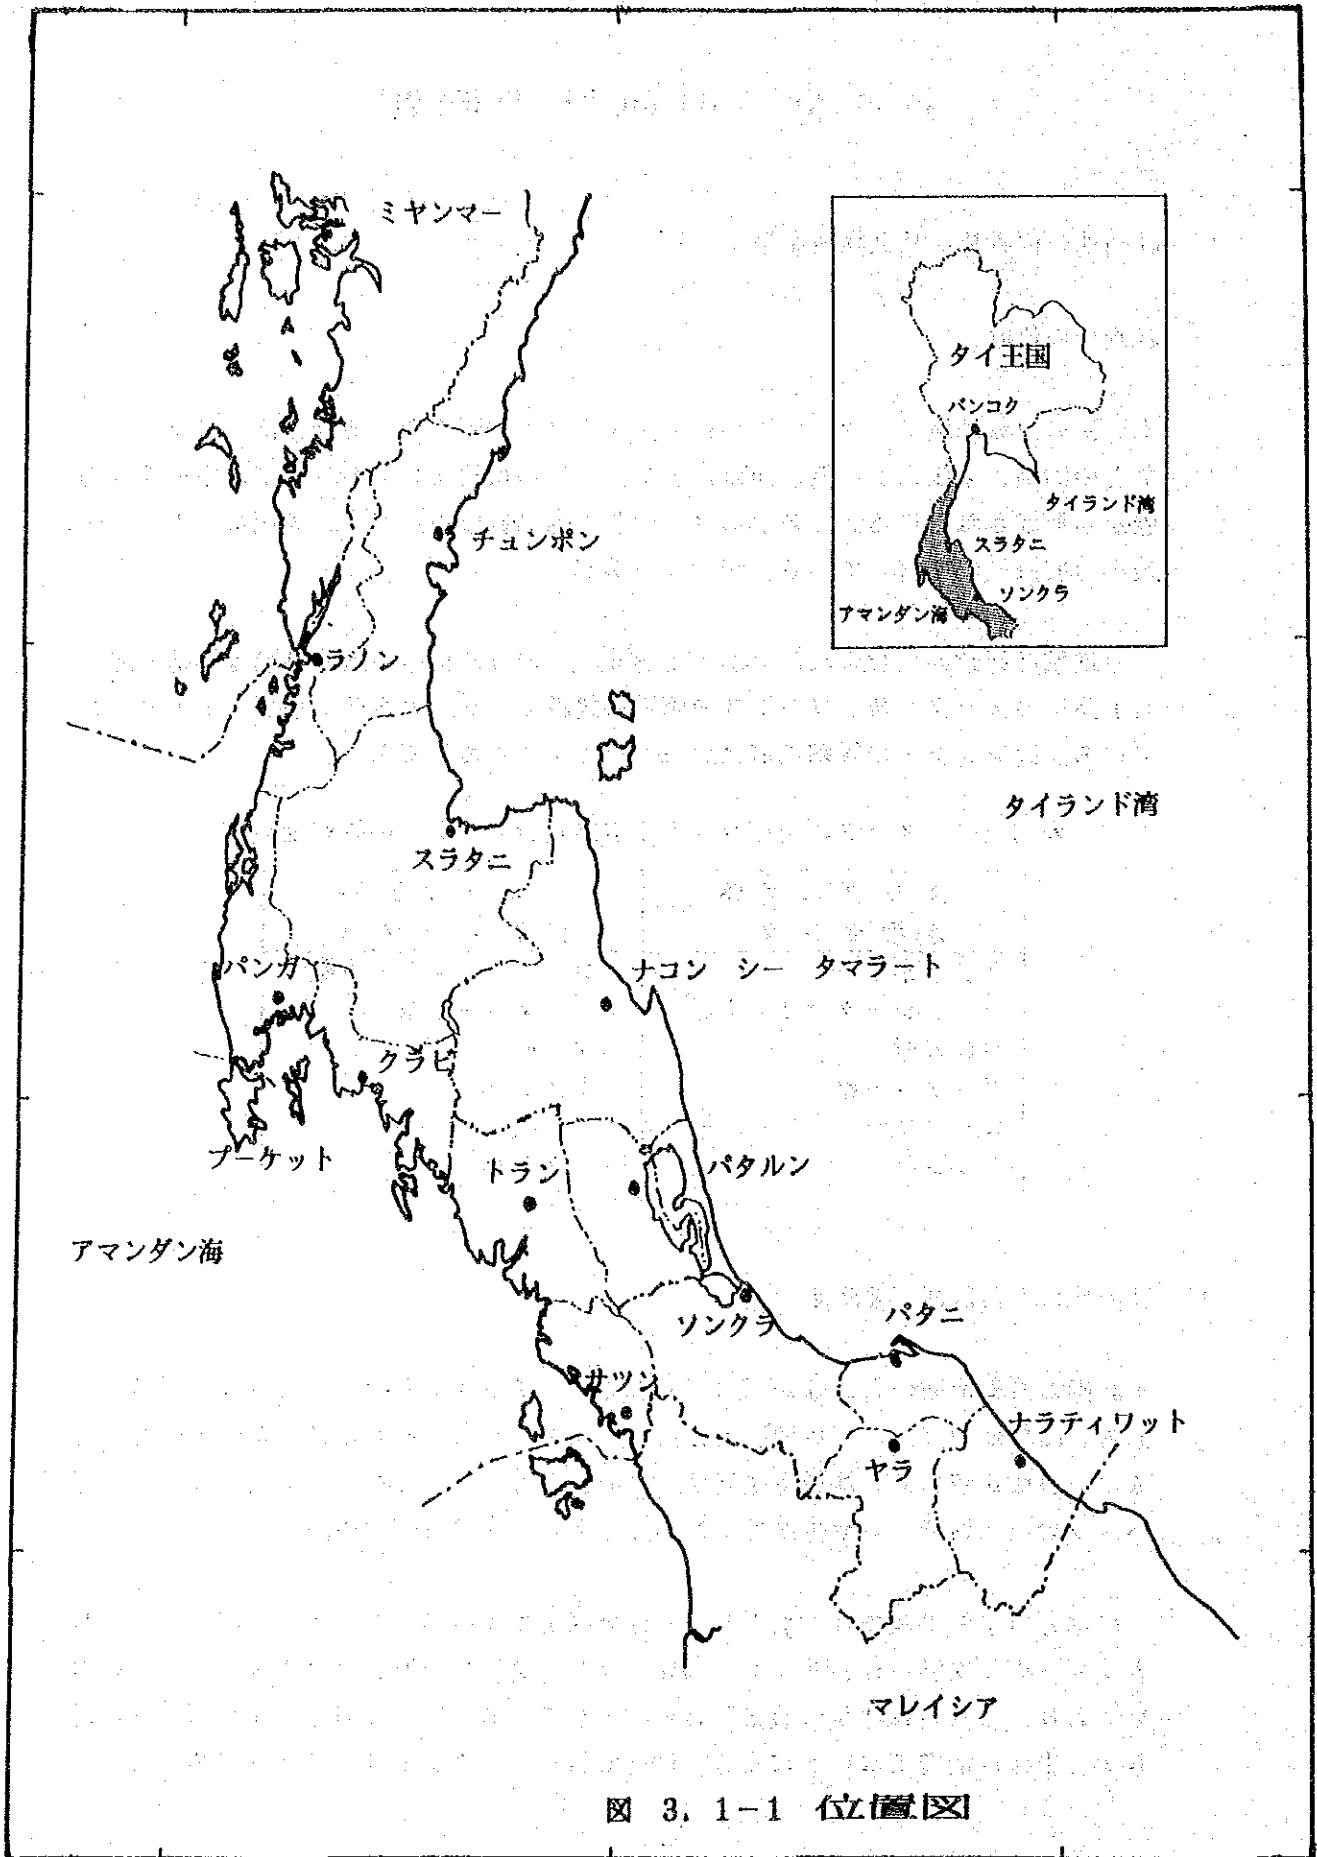 ミヤンマー
タイ王国
バンコク
タイランド湾
スラタニ
ソンクラ
アマンダン海
チュンポン
ラノン
タイランド湾
スラタニ
パンガ
ナコン シー タマラート
クラビ
プーケット
トラン
パタルン
アマンダン海
ソンクラ
パタニ
サツン
ナラティワット
ヤラ
マレイシア
図 3.1-1 位置図